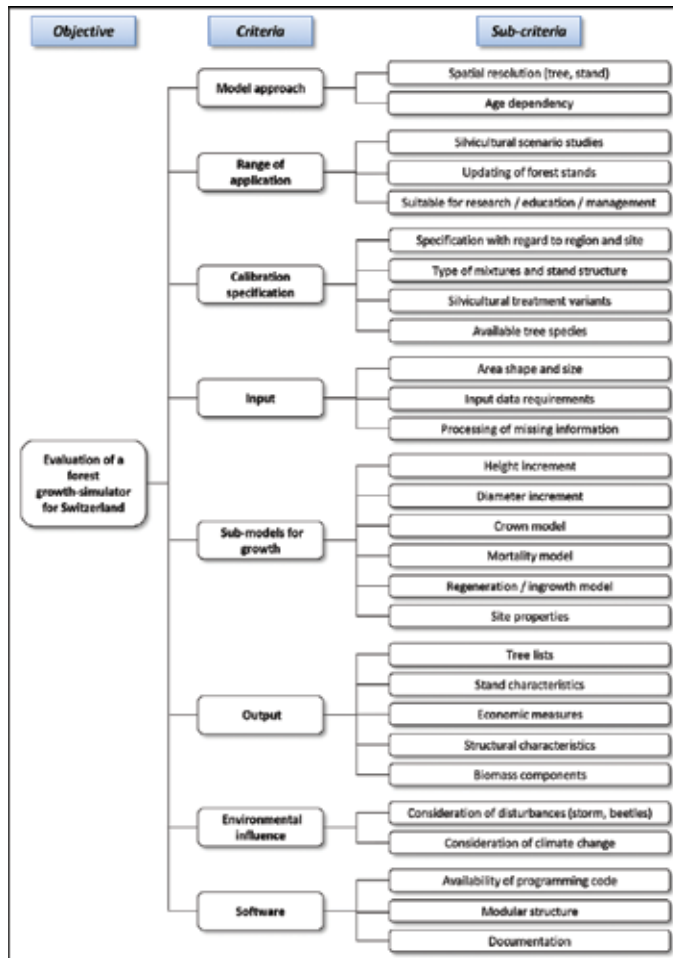 Objective
Criteria
Sub-criteria
Evaluation of a
forest
growth-simulator
for Switzerland
Model approach
Spatial resolution (tree, stand)
Age dependency
Range of
application
Silvicultural scenario studies
Updating of forest stands
Suitable for research / education / management
Calibration
specification
Specification with regard to region and site
Type of mixtures and stand structure
Silvicultural treatment variants
Available tree species
Input
Area shape and size
Input data requirements
Processing of missing information
Sub-models for
growth
Height increment
Diameter increment
Crown model
Mortality model
Regeneration / ingrowth model
Site properties
Output
Tree lists
Stand characteristics
Economic measures
Structural characteristics
Biomass components
Environmental
influence
Consideration of disturbances (storm, beetles)
Consideration of climate change
Software
Availability of programming code
Modular structure
Documentation